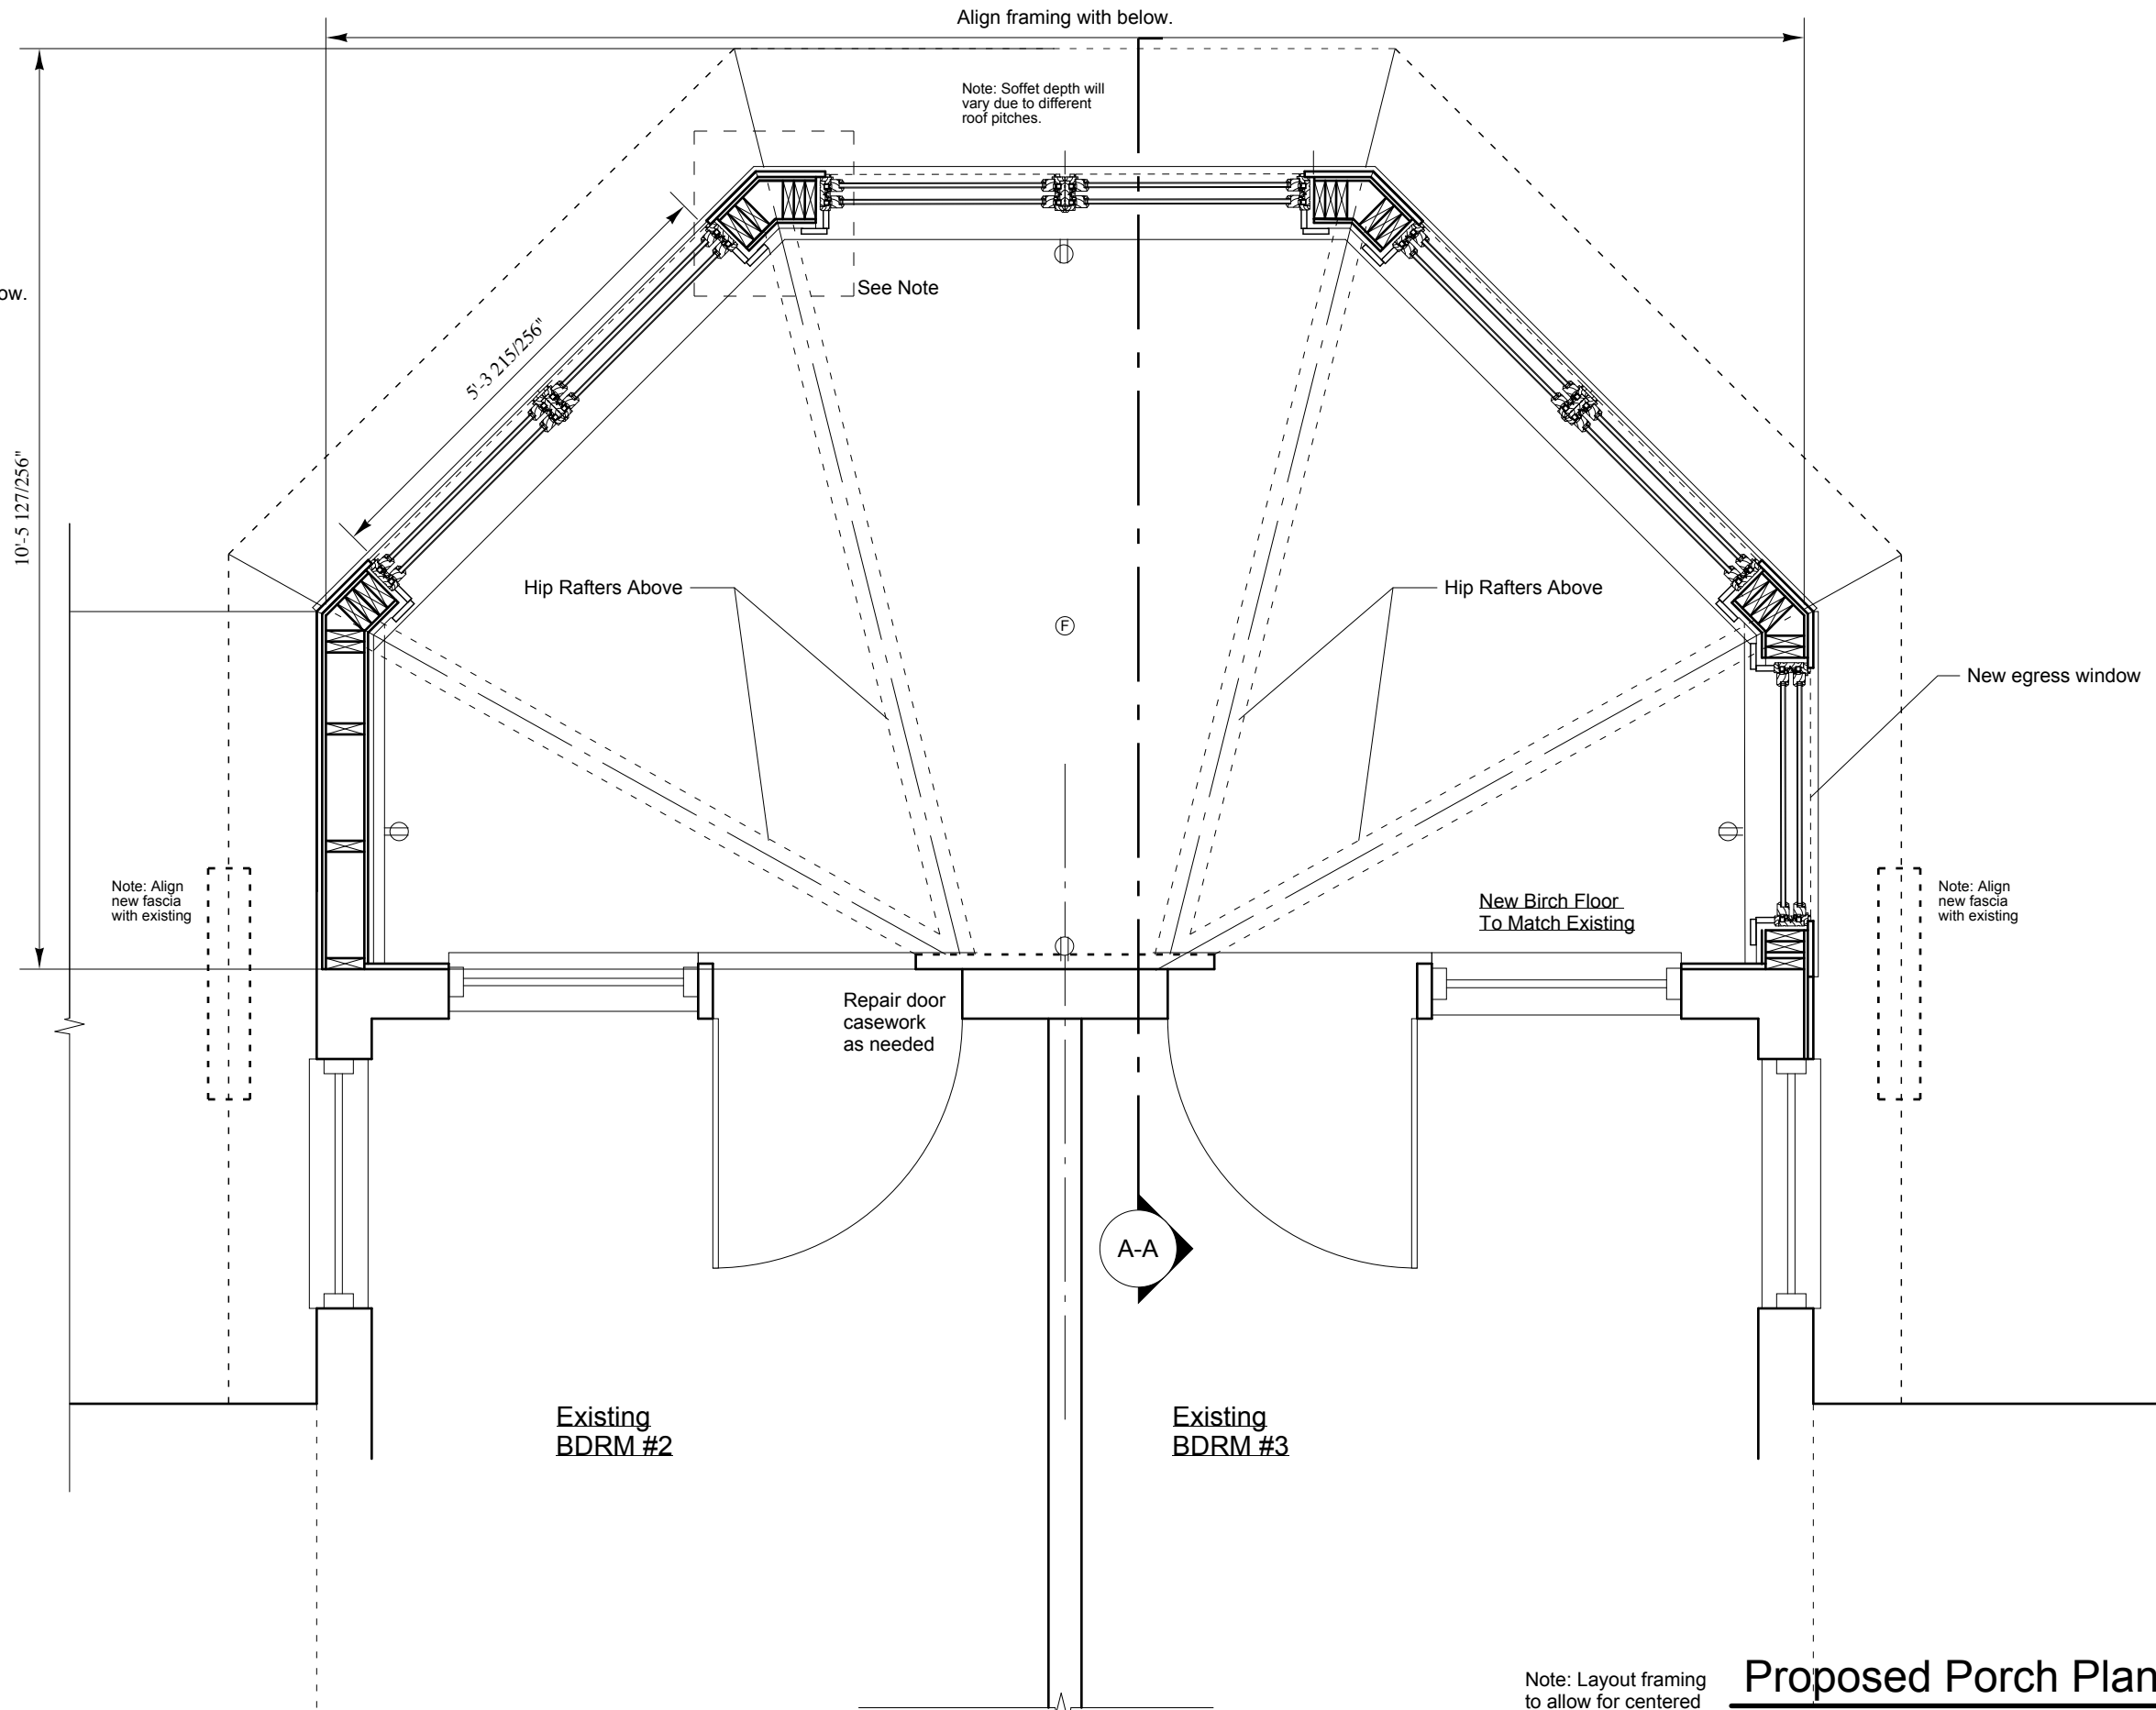 Align framing with below.
Note: Soffet depth will
vary due to different
roof pitches.
ow.
See Note
5'-3 215/256"
10'-5 127/256"
Hip Rafters Above
Hip Rafters Above
F
New egress window
Note: Align
new fascia
with existing
New Birch Floor
To Match Existing
Note: Align
new fascia
with existing
Repair door
casework
as needed
A-A
Existing
BDRM #2
Existing
BDRM #3
Note: Layout framing
to allow for centered
Proposed Porch Plan